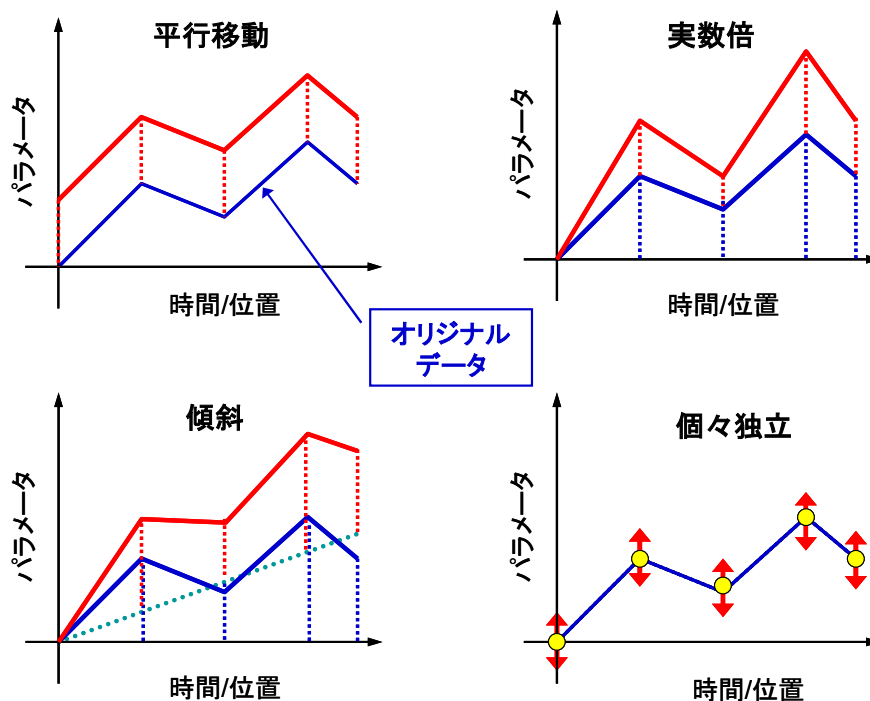 平行移動
パラメータ
時間/位置
実数倍
パラメータ
時間/位置
オリジナル
データ
傾斜
パラメータ
時間/位置
個々独立
パラメータ
時間/位置